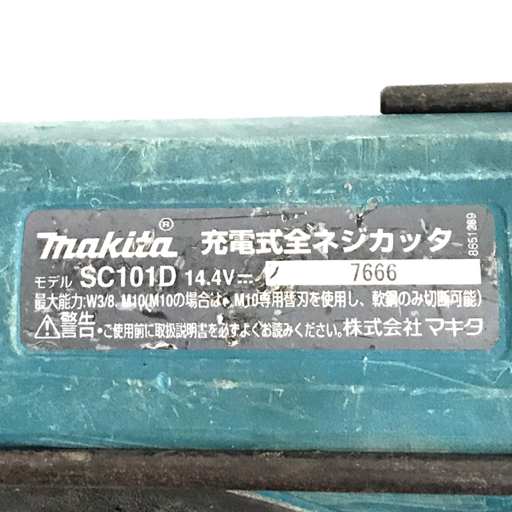 makita® 充電式全ネジカッタ
モデル SC101D 14.4V⎓ 7666
最大能力:W3/8、M10(M10の場合は、M10専用替刃を使用し、軟鋼のみ切断可能)
⚠警告・ご使用前に取扱説明書を必ずよくお読みください。株式会社マキタ
8651289